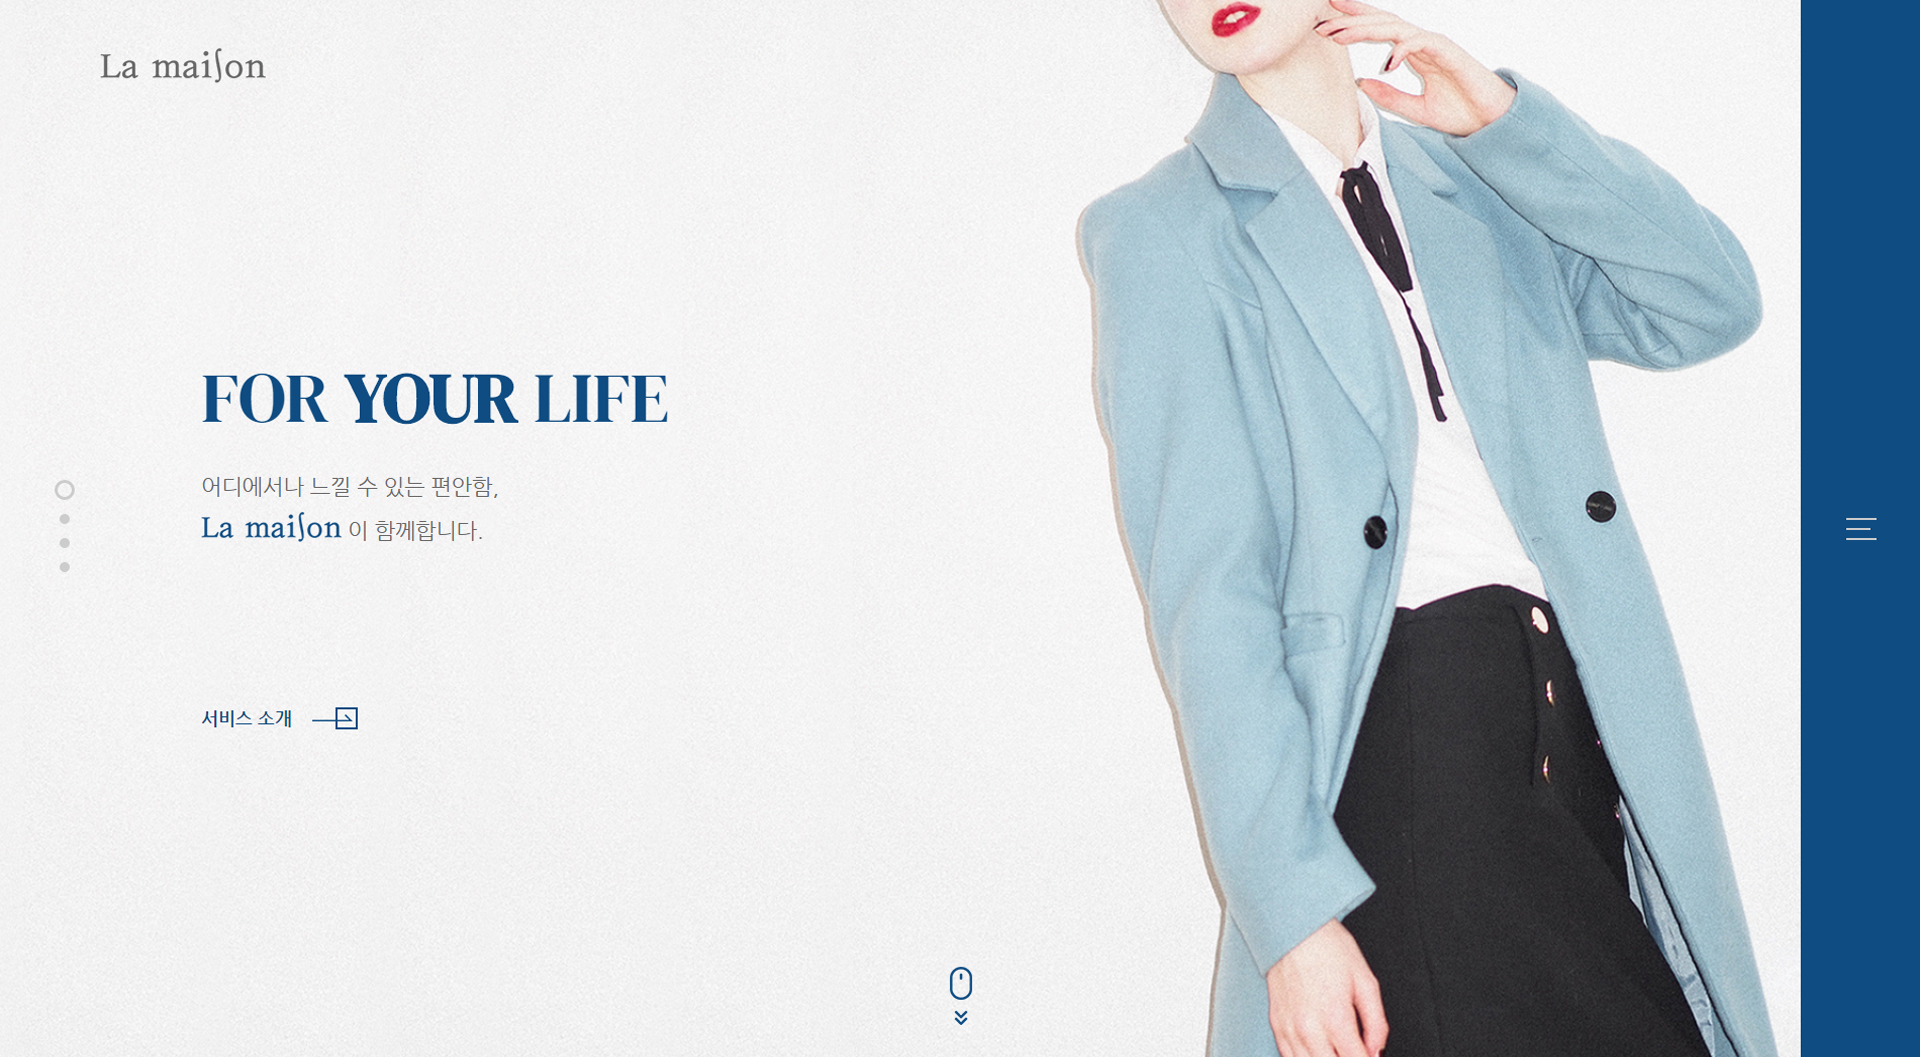 La maiſon
FOR YOUR LIFE
어디에서나 느낄 수 있는 편안함,
La maiſon 이 함께합니다.
서비스 소개